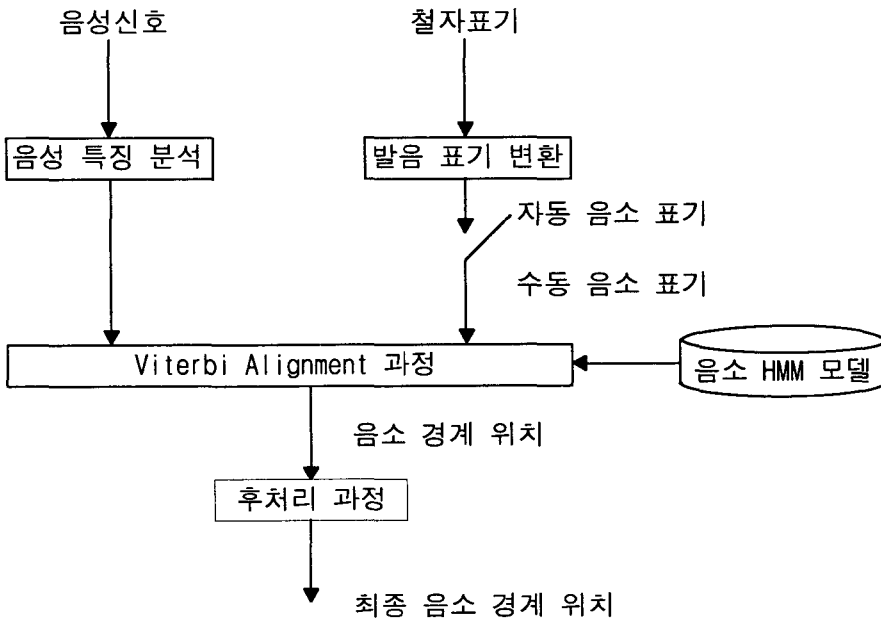 음성신호
철자표기
음성 특징 분석
발음 표기 변환
자동 음소 표기
수동 음소 표기
Viterbi Alignment 과정
음소 HMM 모델
음소 경계 위치
후처리 과정
최종 음소 경계 위치